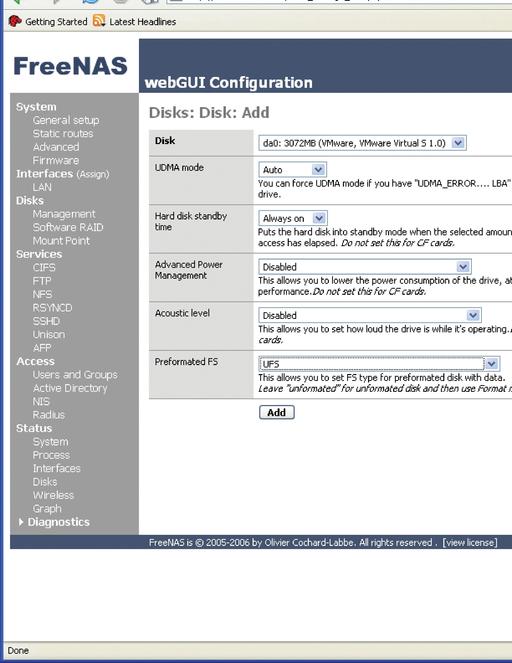 Getting Started Latest Headlines
FreeNAS
webGUI Configuration
System
General setup
Static routes
Advanced
Firmware
Interfaces (Assign)
LAN
Disks
Management
Software RAID
Mount Point
Services
CIFS
FTP
NFS
RSYNCD
SSHD
Unison
AFP
Access
Users and Groups
Active Directory
NIS
Radius
Status
System
Process
Interfaces
Disks
Wireless
Graph
Diagnostics
Disks: Disk: Add
Disk
da0: 3072MB (VMware, VMware Virtual S 1.0)
UDMA mode
Auto
You can force UDMA mode if you have "UDMA_ERROR.... LBA"
drive.
Hard disk standby
time
Always on
Puts the hard disk into standby mode when the selected amoun
access has elapsed. Do not set this for CF cards.
Advanced Power
Management
Disabled
This allows you to lower the power consumption of the drive, at
performance.Do not set this for CF cards.
Acoustic level
Disabled
This allows you to set how loud the drive is while it's operating.
cards.
Preformated FS
UFS
This allows you to set FS type for preformated disk with data.
Leave "unformated" for unformated disk and then use Format
Add
FreeNAS is © 2005-2006 by Olivier Cochard-Labbe. All rights reserved . [view license]
Done